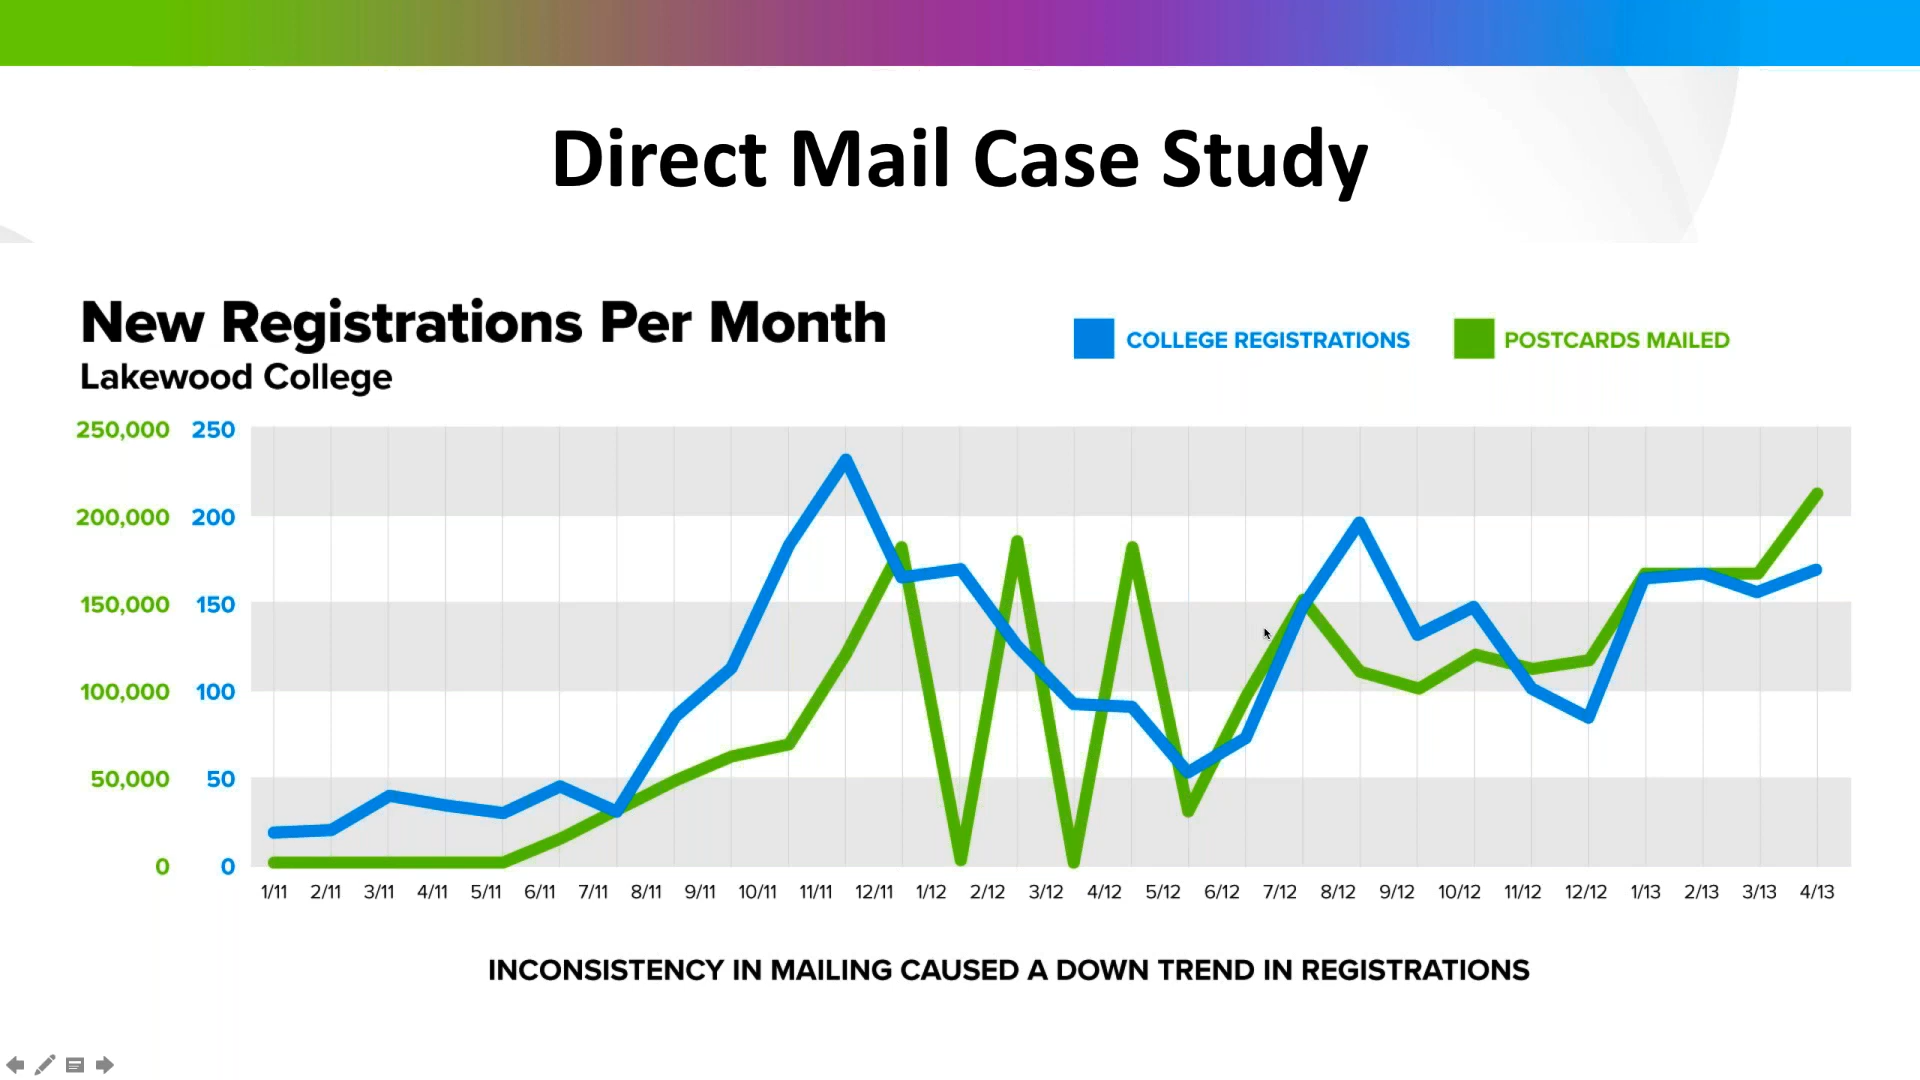 Direct Mail Case Study
New Registrations Per Month
Lakewood College
COLLEGE REGISTRATIONS POSTCARDS MAILED
250,000 250
200,000 200
150,000 150
100,000 100
50,000 50
0 0
1/11 2/11 3/11 4/11 5/11 6/11 7/11 8/11 9/11 10/11 11/11 12/11 1/12 2/12 3/12 4/12 5/12 6/12 7/12 8/12 9/12 10/12 11/12 12/12 1/13 2/13 3/13 4/13
INCONSISTENCY IN MAILING CAUSED A DOWN TREND IN REGISTRATIONS